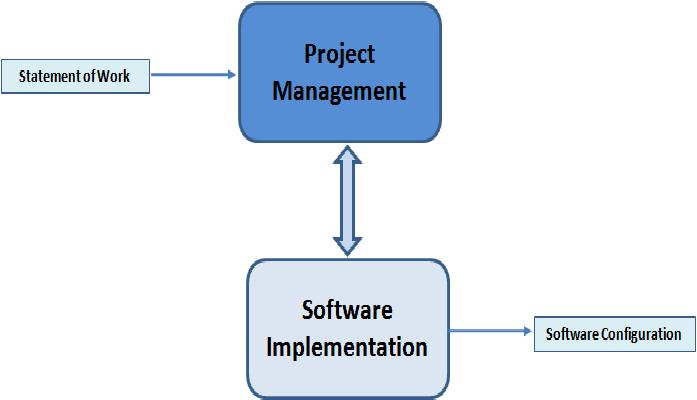 Project
Management
Statement of Work
Software
Implementation
Software Configuration